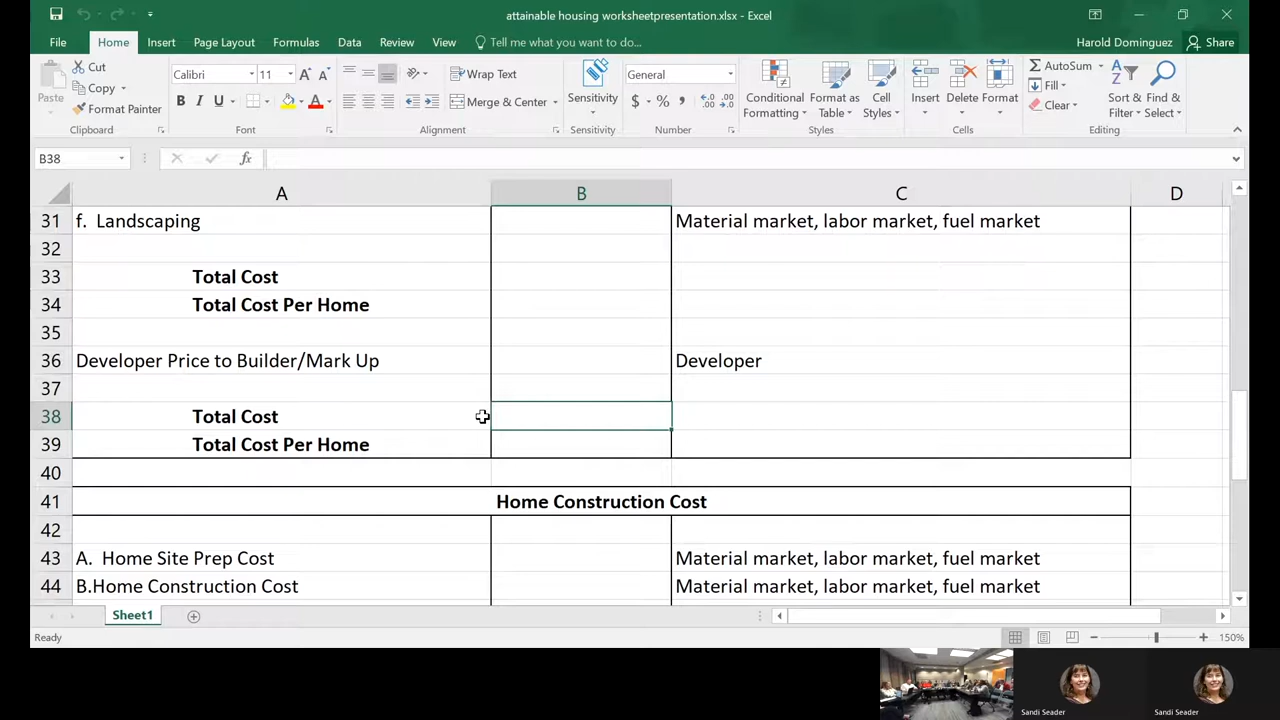 attainable housing worksheetpresentation.xlsx - Excel
File Home Insert Page Layout Formulas Data Review View Tell me what you want to do... Harold Dominguez Share
Paste
Cut
Copy
Format Painter
Clipboard
Calibri 11 A A
B I U A
Font
Wrap Text
Merge & Center
Alignment
Sensitivity
Sensitivity
General
$ % ,
Number
Conditional Formatting
Format as Table
Cell Styles
Styles
Insert Delete Format
Cells
AutoSum
Fill
Clear
Sort & Filter
Find & Select
Editing
B38 fx
A B C D
31 f. Landscaping Material market, labor market, fuel market
32
33 Total Cost
34 Total Cost Per Home
35
36 Developer Price to Builder/Mark Up Developer
37
38 Total Cost
39 Total Cost Per Home
40
41 Home Construction Cost
42
43 A. Home Site Prep Cost Material market, labor market, fuel market
44 B.Home Construction Cost Material market, labor market, fuel market
Sheet1
Ready 150%
Sandi Seader Sandi Seader